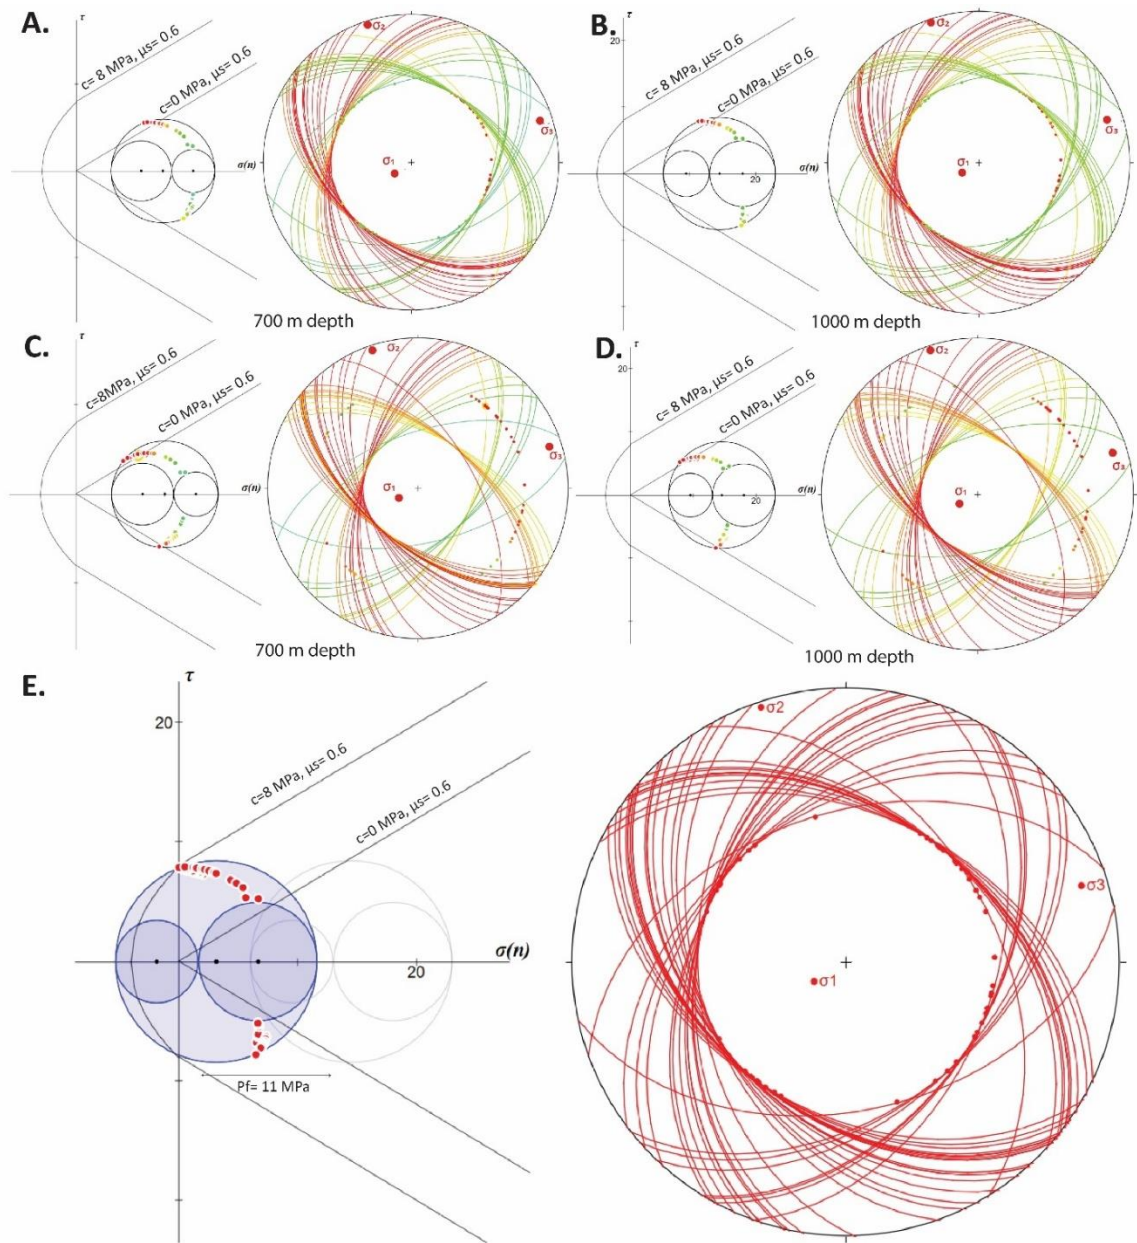 A.
τ
c= 8 MPa, μs= 0.6
c=0 MPa, μs= 0.6
σ(n)
σ₂
σ₃
σ₁
700 m depth
B.
τ
20
c= 8 MPa, μs= 0.6
c=0 MPa, μs= 0.6
σ(n)
20
σ₂
σ₃
σ₁
1000 m depth
C.
τ
c=8MPa, μs= 0.6
c=0 MPa, μs= 0.6
σ(n)
σ₂
σ₃
σ₁
700 m depth
D.
τ
20
c= 8 MPa, μs= 0.6
c=0 MPa, μs= 0.6
σ(n)
20
σ₂
σ₃
σ₁
1000 m depth
E.
τ
20
c=8 MPa, μs= 0.6
c=0 MPa, μs= 0.6
σ(n)
20
Pf= 11 MPa
σ2
σ3
σ1